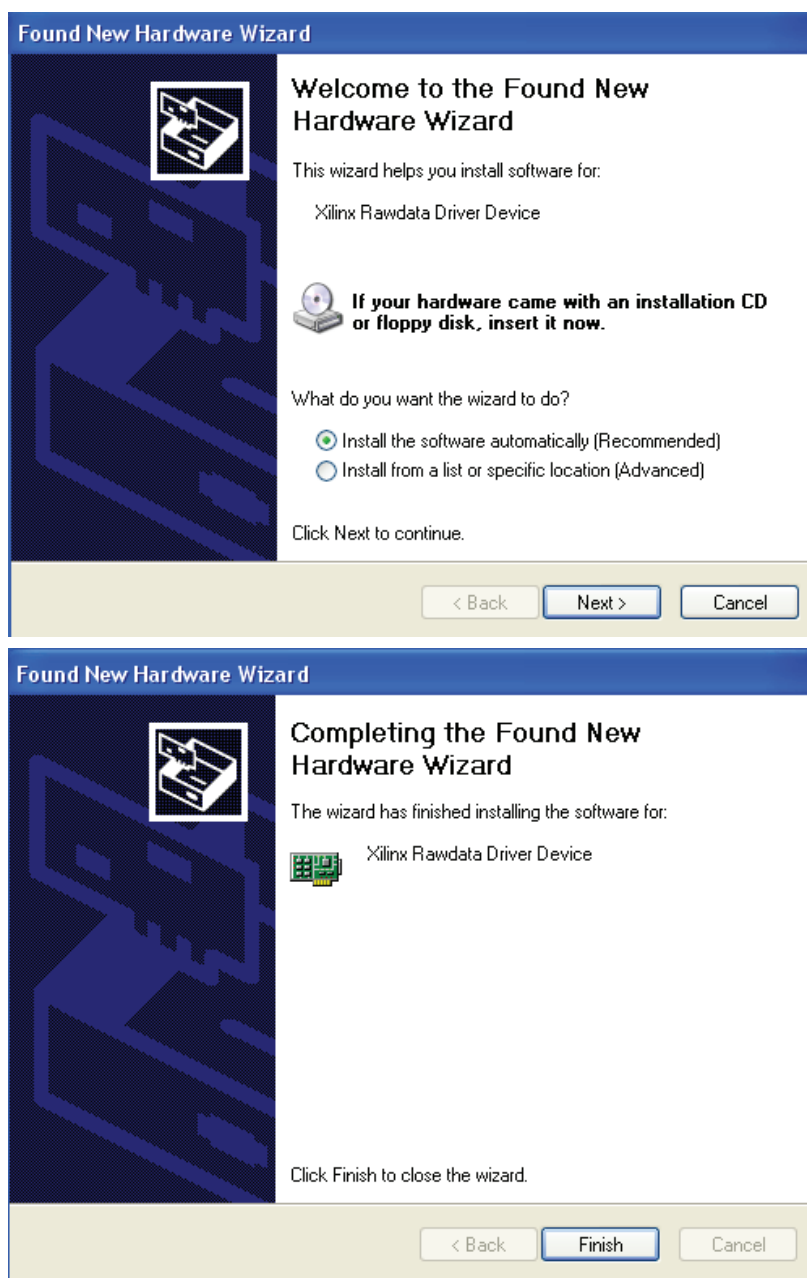 Found New Hardware Wizard
Welcome to the Found New
Hardware Wizard
This wizard helps you install software for:
Xilinx Rawdata Driver Device
If your hardware came with an installation CD
or floppy disk, insert it now.
What do you want the wizard to do?
Install the software automatically (Recommended)
Install from a list or specific location (Advanced)
Click Next to continue.
< Back Next > Cancel
Found New Hardware Wizard
Completing the Found New
Hardware Wizard
The wizard has finished installing the software for:
Xilinx Rawdata Driver Device
Click Finish to close the wizard.
< Back Finish Cancel